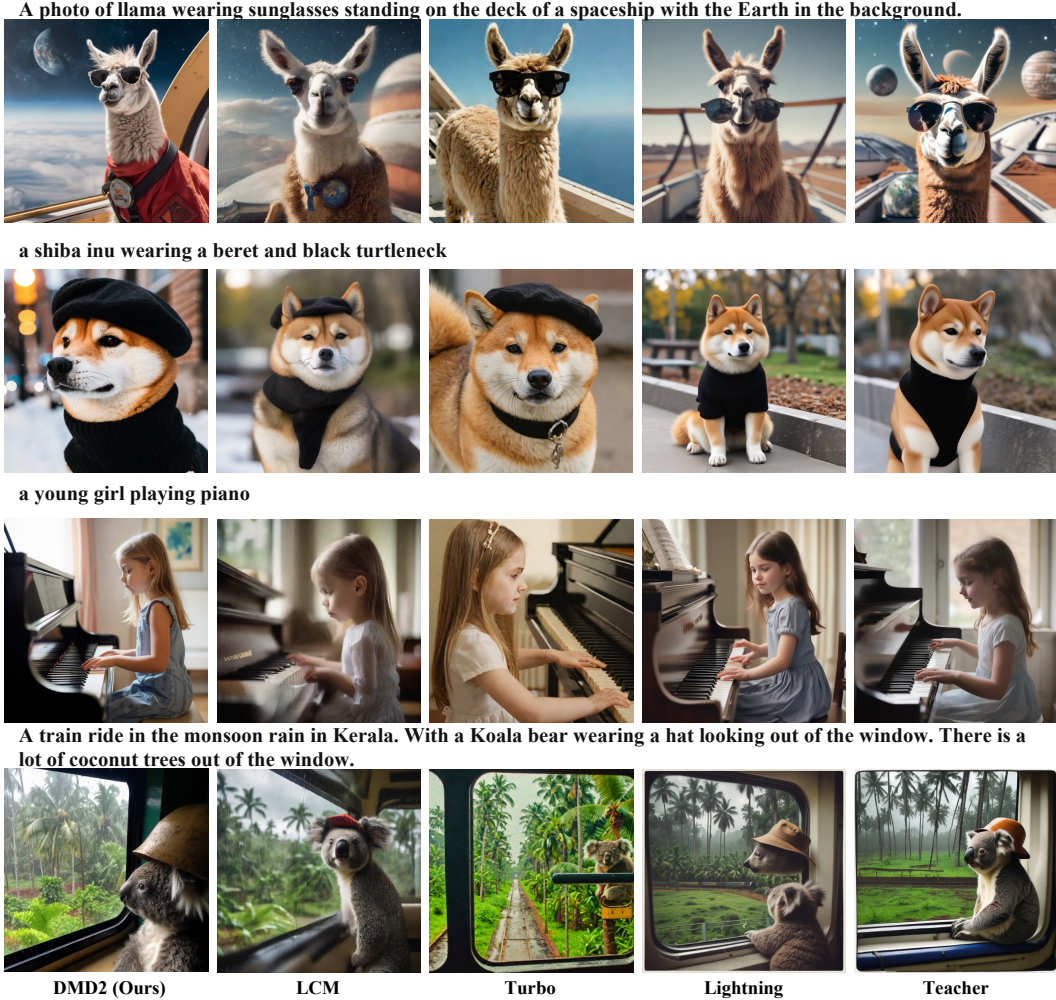 A photo of llama wearing sunglasses standing on the deck of a spaceship with the Earth in the background.
a shiba inu wearing a beret and black turtleneck
a young girl playing piano
A train ride in the monsoon rain in Kerala. With a Koala bear wearing a hat looking out of the window. There is a
lot of coconut trees out of the window.
DMD2 (Ours) LCM Turbo Lightning Teacher